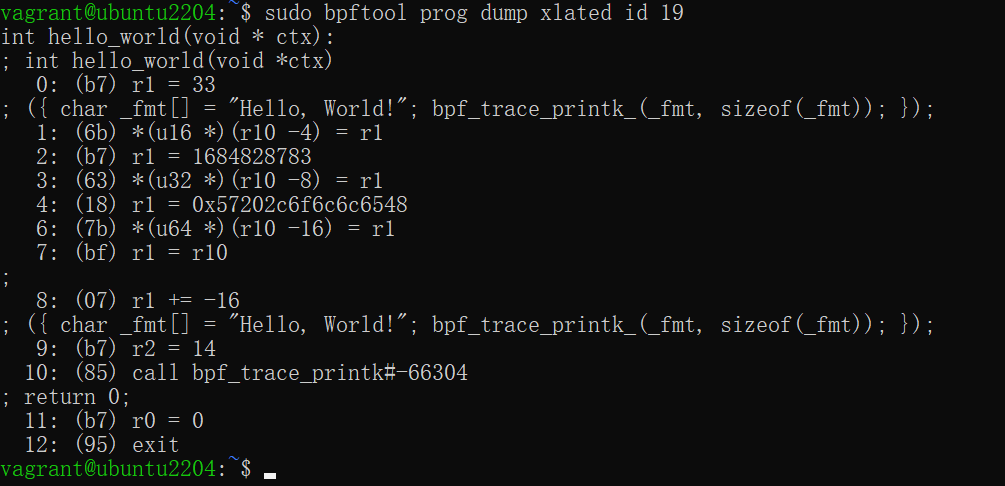 vagrant@ubuntu2204:~$ sudo bpftool prog dump xlated id 19
int hello_world(void * ctx):
; int hello_world(void *ctx)
   0: (b7) r1 = 33
; ({ char _fmt[] = "Hello, World!"; bpf_trace_printk_(_fmt, sizeof(_fmt)); });
   1: (6b) *(u16 *)(r10 -4) = r1
   2: (b7) r1 = 1684828783
   3: (63) *(u32 *)(r10 -8) = r1
   4: (18) r1 = 0x57202c6f6c6c6548
   6: (7b) *(u64 *)(r10 -16) = r1
   7: (bf) r1 = r10
;
   8: (07) r1 += -16
; ({ char _fmt[] = "Hello, World!"; bpf_trace_printk_(_fmt, sizeof(_fmt)); });
   9: (b7) r2 = 14
  10: (85) call bpf_trace_printk#-66304
; return 0;
  11: (b7) r0 = 0
  12: (95) exit
vagrant@ubuntu2204:~$